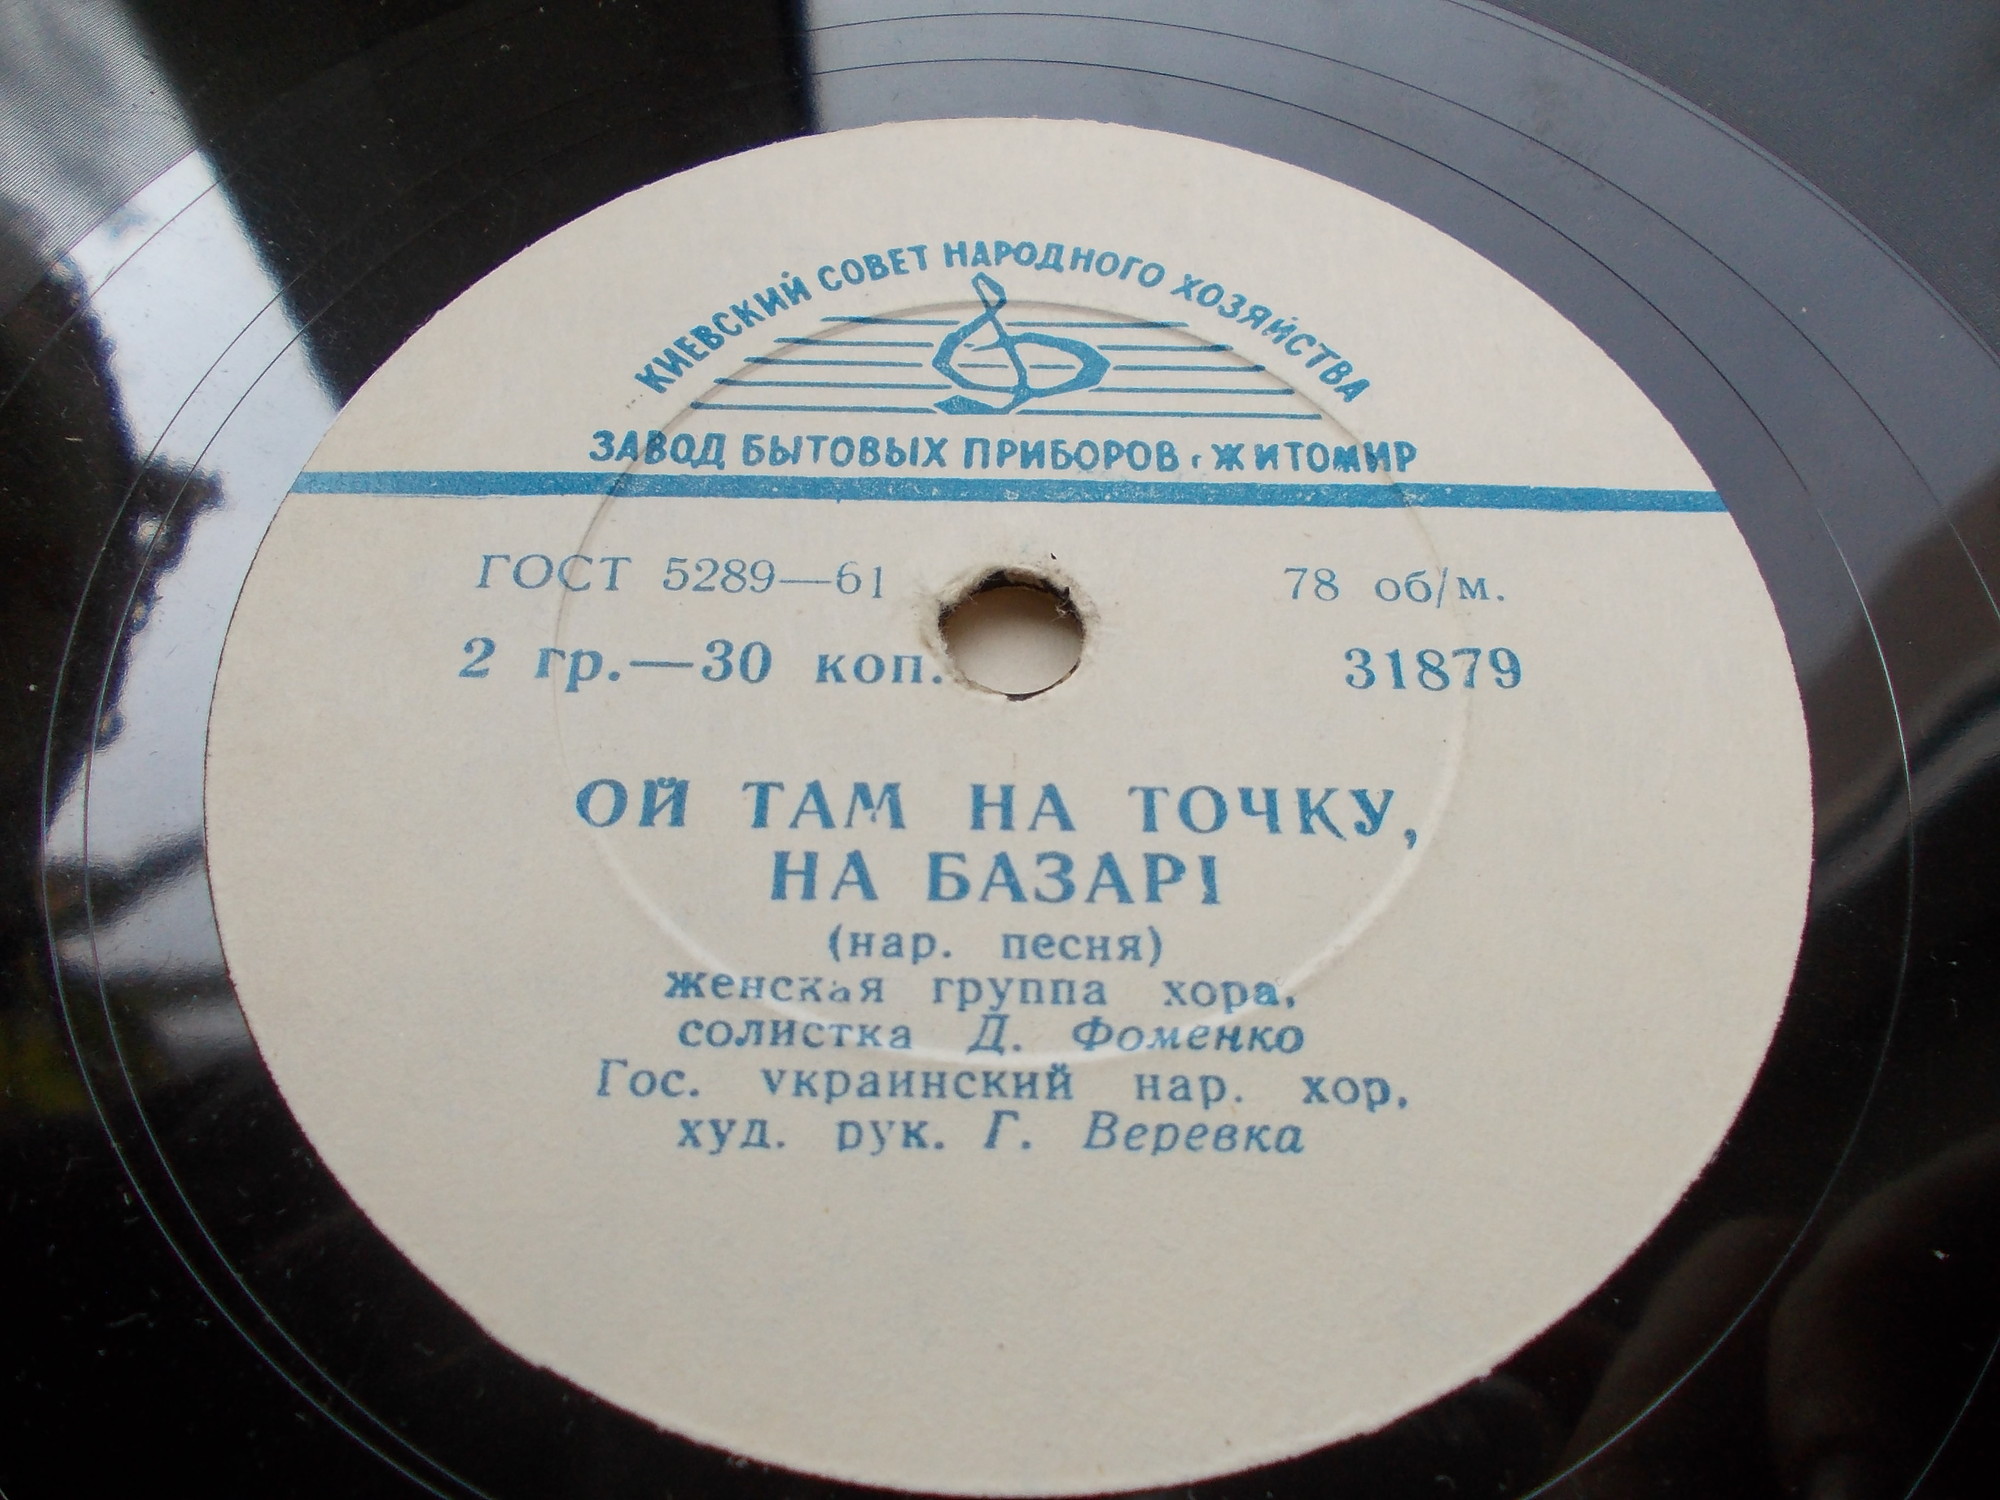 КИЕВСКИЙ СОВЕТ НАРОДНОГО ХОЗЯЙСТВА
ЗАВОД БЫТОВЫХ ПРИБОРОВ г ЖИТОМИР
ГОСТ 5289—61
78 об/м.
2 гр.—30 коп.
31879
ОЙ ТАМ НА ТОЧКУ,
НА БАЗАРІ
(нар. песня)
женская группа хора,
солистка Д. Фоменко
Гос. украинский нар. хор,
худ. рук. Г. Веревка